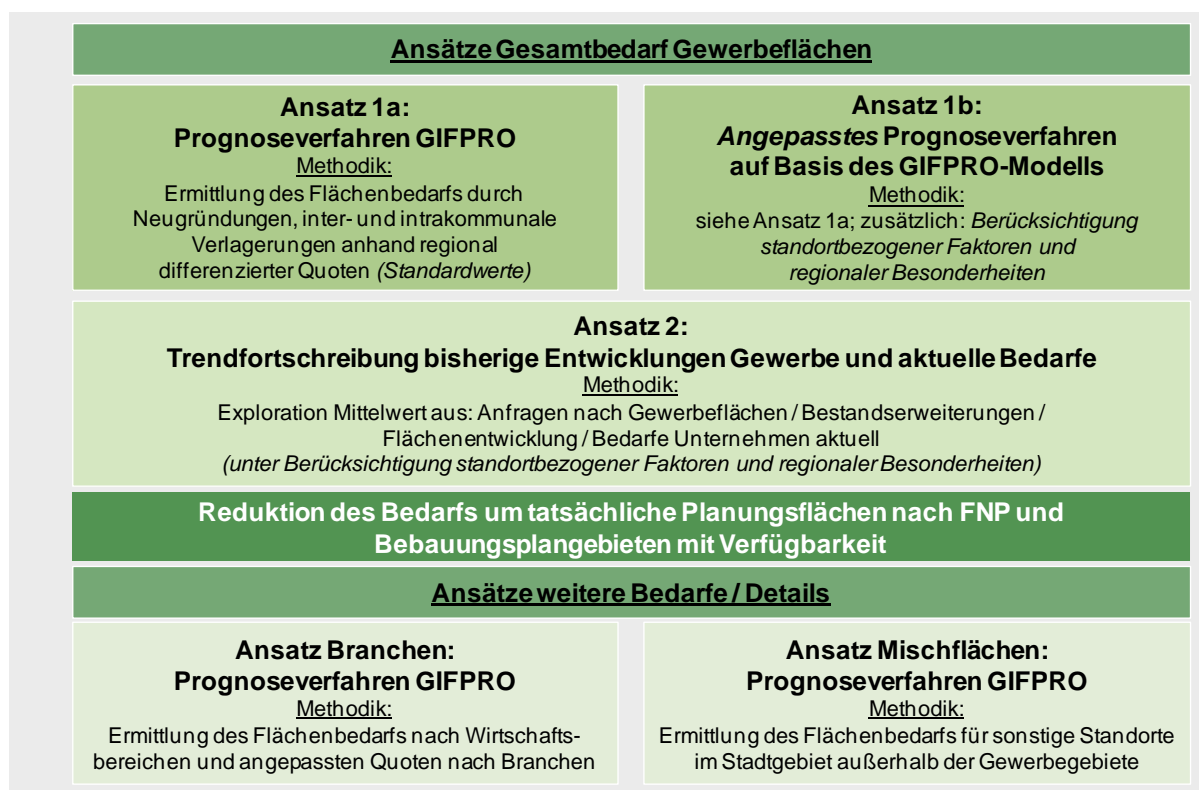 Ansätze Gesamtbedarf Gewerbeflächen
Ansatz 1a:
Prognoseverfahren GIFPRO
Methodik:
Ermittlung des Flächenbedarfs durch
Neugründungen, inter- und intrakommunale
Verlagerungen anhand regional
differenzierter Quoten (Standardwerte)
Ansatz 1b:
Angepasstes Prognoseverfahren
auf Basis des GIFPRO-Modells
Methodik:
siehe Ansatz 1a; zusätzlich: Berücksichtigung
standortbezogener Faktoren und
regionaler Besonderheiten
Ansatz 2:
Trendfortschreibung bisherige Entwicklungen Gewerbe und aktuelle Bedarfe
Methodik:
Exploration Mittelwert aus: Anfragen nach Gewerbeflächen / Bestandserweiterungen /
Flächenentwicklung / Bedarfe Unternehmen aktuell
(unter Berücksichtigung standortbezogener Faktoren und regionaler Besonderheiten)
Reduktion des Bedarfs um tatsächliche Planungsflächen nach FNP und
Bebauungsplangebieten mit Verfügbarkeit
Ansätze weitere Bedarfe / Details
Ansatz Branchen:
Prognoseverfahren GIFPRO
Methodik:
Ermittlung des Flächenbedarfs nach Wirtschafts-
bereichen und angepassten Quoten nach Branchen
Ansatz Mischflächen:
Prognoseverfahren GIFPRO
Methodik:
Ermittlung des Flächenbedarfs für sonstige Standorte
im Stadtgebiet außerhalb der Gewerbegebiete